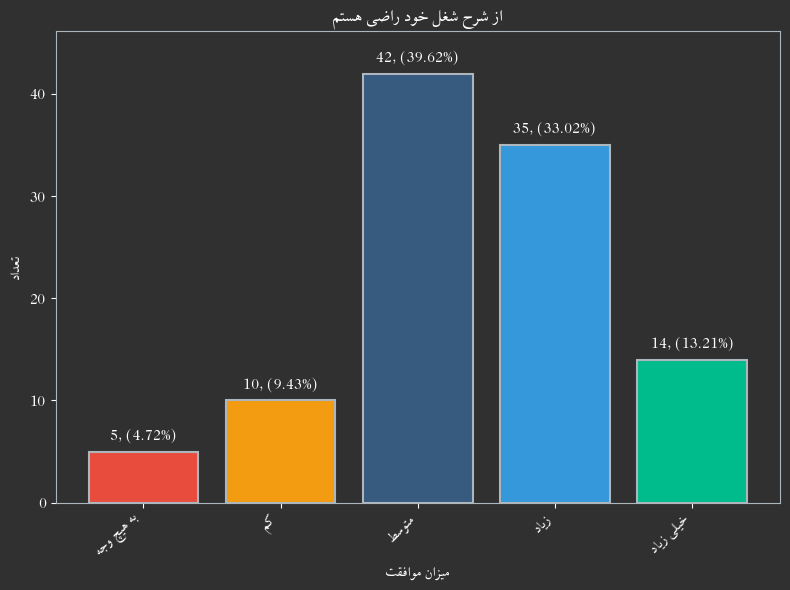 از شرح شغل خود راضی هستم
42, (39.62%)
35, (33.02%)
14, (13.21%)
10, (9.43%)
5, (4.72%)
تعداد
40
30
20
10
0
به هیچ وجه
کم
متوسط
زیاد
خیلی زیاد
میزان موافقت